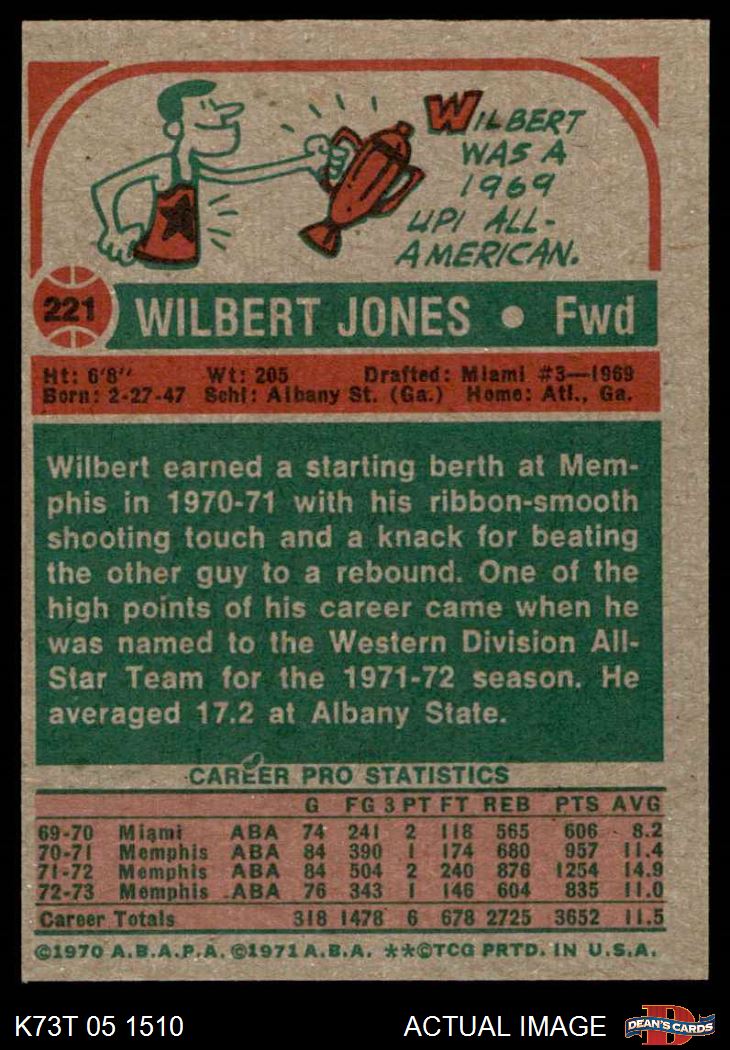 WILBERT
WAS A
1969
UPI ALL-
AMERICAN.
221 WILBERT JONES • Fwd
Ht: 6'8" Wt: 205 Drafted: Miami #3—1969
Born: 2-27-47 Schl: Albany St. (Ga.) Home: Atl., Ga.
Wilbert earned a starting berth at Mem-
phis in 1970-71 with his ribbon-smooth
shooting touch and a knack for beating
the other guy to a rebound. One of the
high points of his career came when he
was named to the Western Division All-
Star Team for the 1971-72 season. He
averaged 17.2 at Albany State.
CAREER PRO STATISTICS
G FG 3 PT FT REB PTS AVG
69-70 Miami ABA 74 241 2 118 565 606 8.2
70-71 Memphis ABA 84 390 1 174 680 957 11.4
71-72 Memphis ABA 84 504 2 240 876 1254 14.9
72-73 Memphis ABA 76 343 1 146 604 835 11.0
Career Totals 318 1478 6 678 2725 3652 11.5
©1970 A.B.A.P.A. ©1971 A.B.A. **©TCG PRTD. IN U.S.A.
K73T 05 1510 ACTUAL IMAGE DEAN'S CARDS